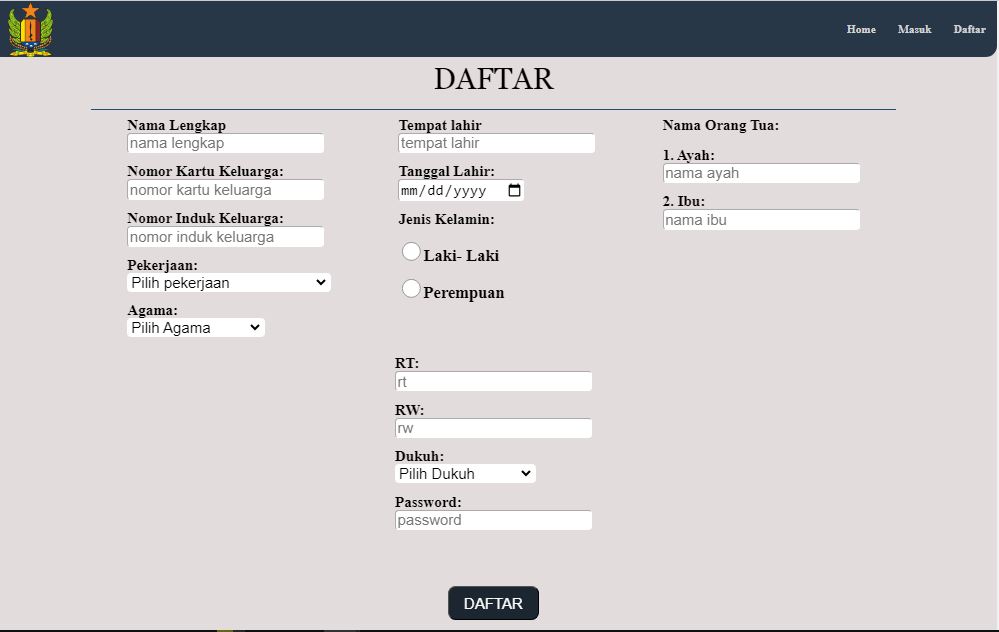 Home Masuk Daftar
DAFTAR
Nama Lengkap
nama lengkap
Nomor Kartu Keluarga:
nomor kartu keluarga
Nomor Induk Keluarga:
nomor induk keluarga
Pekerjaan:
Pilih pekerjaan
Agama:
Pilih Agama
Tempat lahir
tempat lahir
Tanggal Lahir:
mm/dd/yyyy
Jenis Kelamin:
Laki- Laki
Perempuan
Nama Orang Tua:
1. Ayah:
nama ayah
2. Ibu:
nama ibu
RT:
rt
RW:
rw
Dukuh:
Pilih Dukuh
Password:
password
DAFTAR